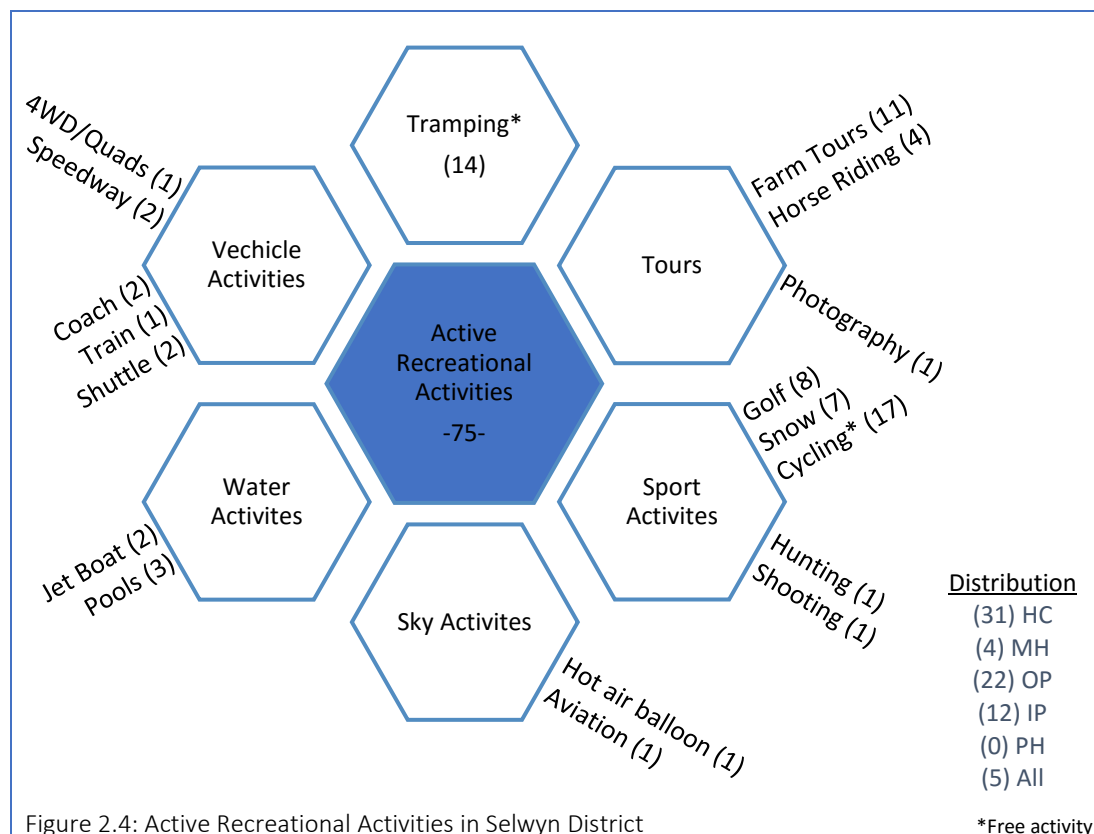 4WD/Quads (1)
Speedway (2)
Vechicle
Activities
Coach (2)
Train (1)
Shuttle (2)
Tramping*
(14)
Farm Tours (11)
Horse Riding (4)
Tours
Photography (1)
Active
Recreational
Activities
-75-
Golf (8)
Snow (7)
Cycling* (17)
Sport
Activites
Hunting (1)
Shooting (1)
Water
Activites
Jet Boat (2)
Pools (3)
Sky Activites
Hot air balloon (1)
Aviation (1)
Distribution
(31) HC
(4) MH
(22) OP
(12) IP
(0) PH
(5) All
Figure 2.4: Active Recreational Activities in Selwyn District
*Free activity